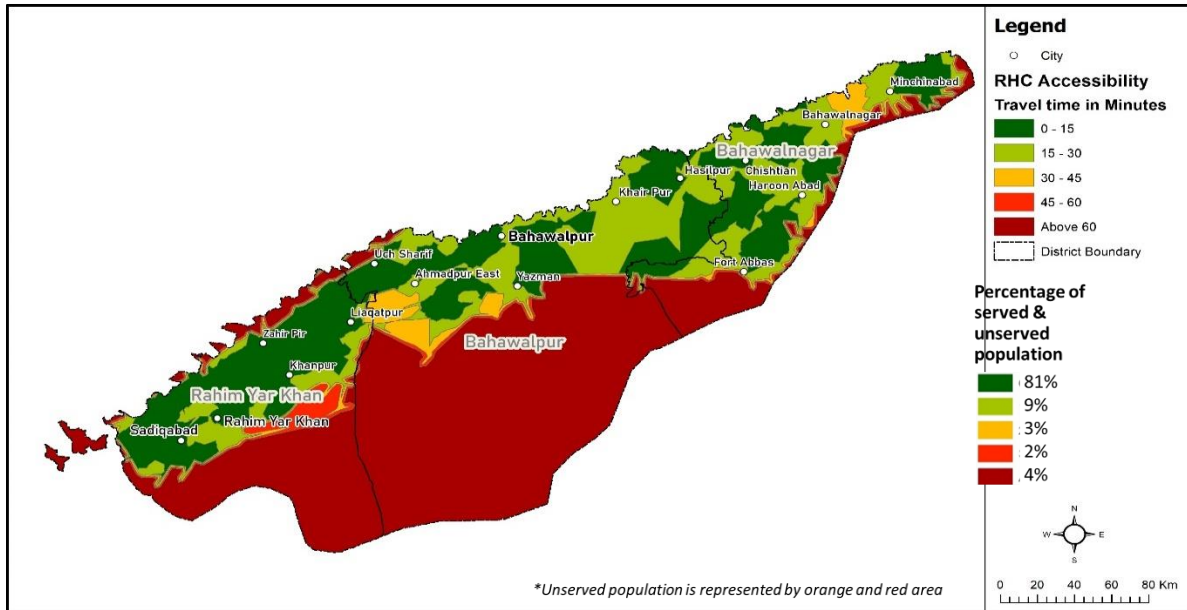 Minchinabad
Bahawalnagar
Bahawalnagar
Hasilpur
Chishtian
Khair Pur
Haroon Abad
Bahawalpur
Uch Sharif
Fort Abbas
Ahmadpur East
Yazman
Liaqatpur
Zahir Pir
Bahawalpur
Khanpur
Rahim Yar Khan
Rahim Yar Khan
Sadiqabad
*Unserved population is represented by orange and red area
Legend
City
RHC Accessibility
Travel time in Minutes
0 - 15
15 - 30
30 - 45
45 - 60
Above 60
District Boundary
Percentage of
served &
unserved
population
81%
9%
3%
2%
4%
N
W E
S
0 20 40 60 80 Km